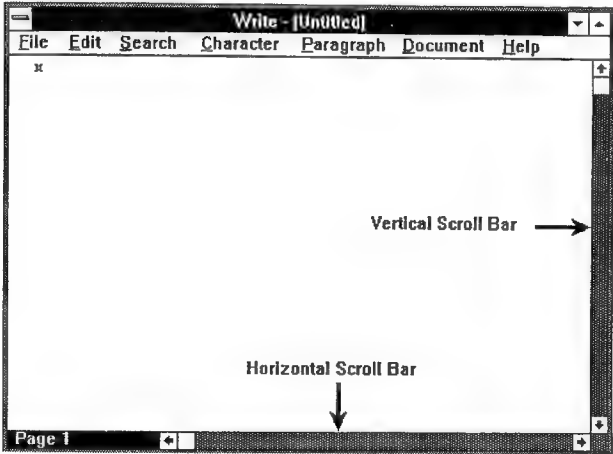 Write - [Untitled]
File Edit Search Character Paragraph Document Help
¤
Vertical Scroll Bar
Horizontal Scroll Bar
Page 1